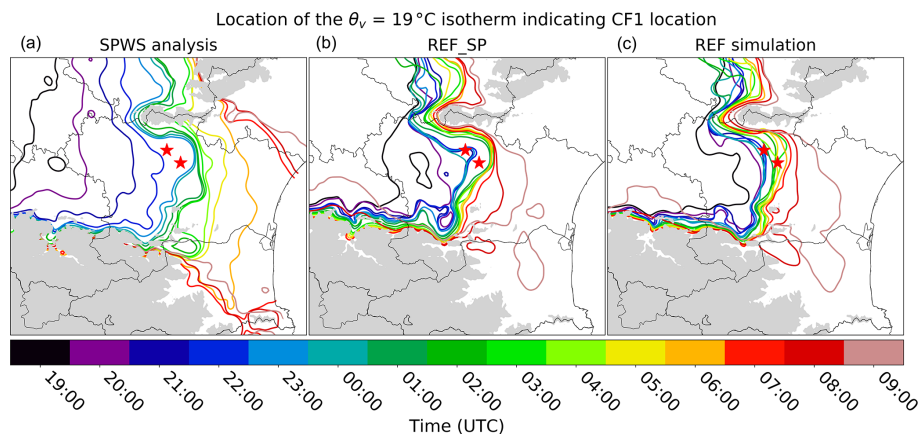 Location of the θv = 19 °C isotherm indicating CF1 location
(a) SPWS analysis
(b) REF_SP
(c) REF simulation
19:00 20:00 21:00 22:00 23:00 00:00 01:00 02:00 03:00 04:00 05:00 06:00 07:00 08:00 09:00
Time (UTC)